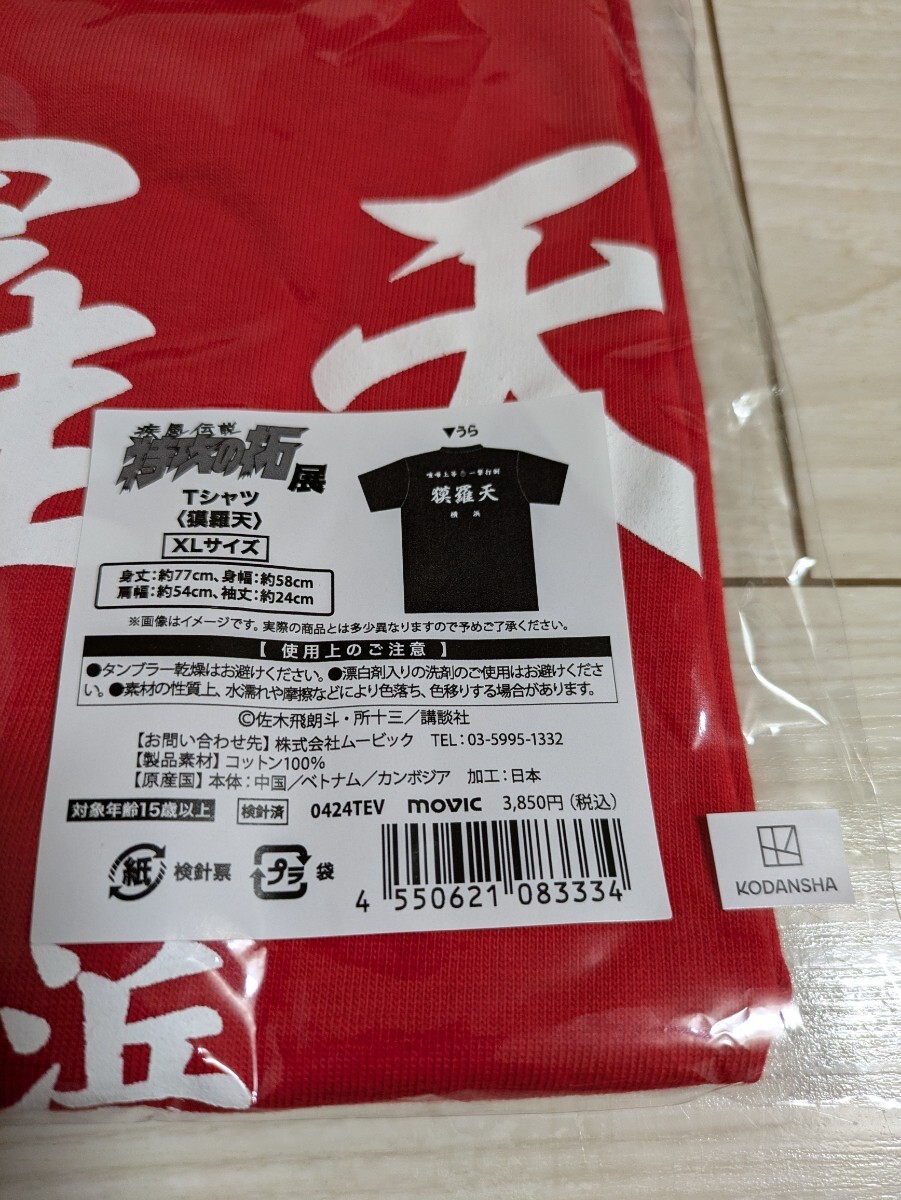 羅天
浜
疾風伝説
特攻の拓
展
Tシャツ
〈獏羅天〉
XLサイズ
身丈：約77cm、身幅：約58cm
肩幅：約54cm、袖丈：約24cm
▼うら
喧嘩上等 一撃行剣
獏羅天
横浜
※画像はイメージです。実際の商品とは多少異なりますので予めご了承ください。
【 使用上のご注意 】
●タンブラー乾燥はお避けください。●漂白剤入りの洗剤のご使用はお避けくださ
い。●素材の性質上、水濡れや摩擦などにより色落ち、色移りする場合があります。
©佐木飛朗斗・所十三／講談社
【お問い合わせ先】株式会社ムービック TEL：03-5995-1332
【製品素材】コットン100%
【原産国】本体：中国／ベトナム／カンボジア 加工：日本
対象年齢15歳以上 検針済 0424TEV movic 3,850円（税込）
紙 検針票 プラ 袋
4 550621 083334
KODANSHA